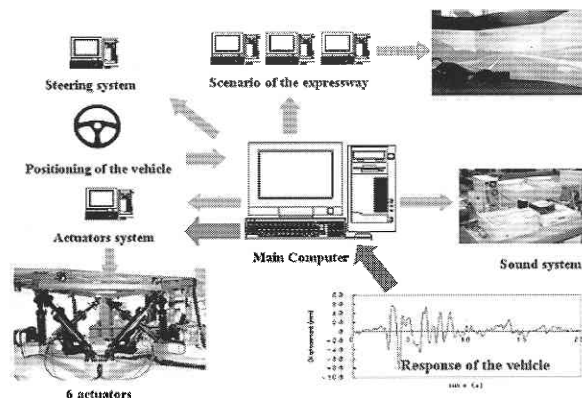 Steering system
Scenario of the expressway
Positioning of the vehicle
Actuators system
Main Computer
Sound system
Response of the vehicle
6 actuators